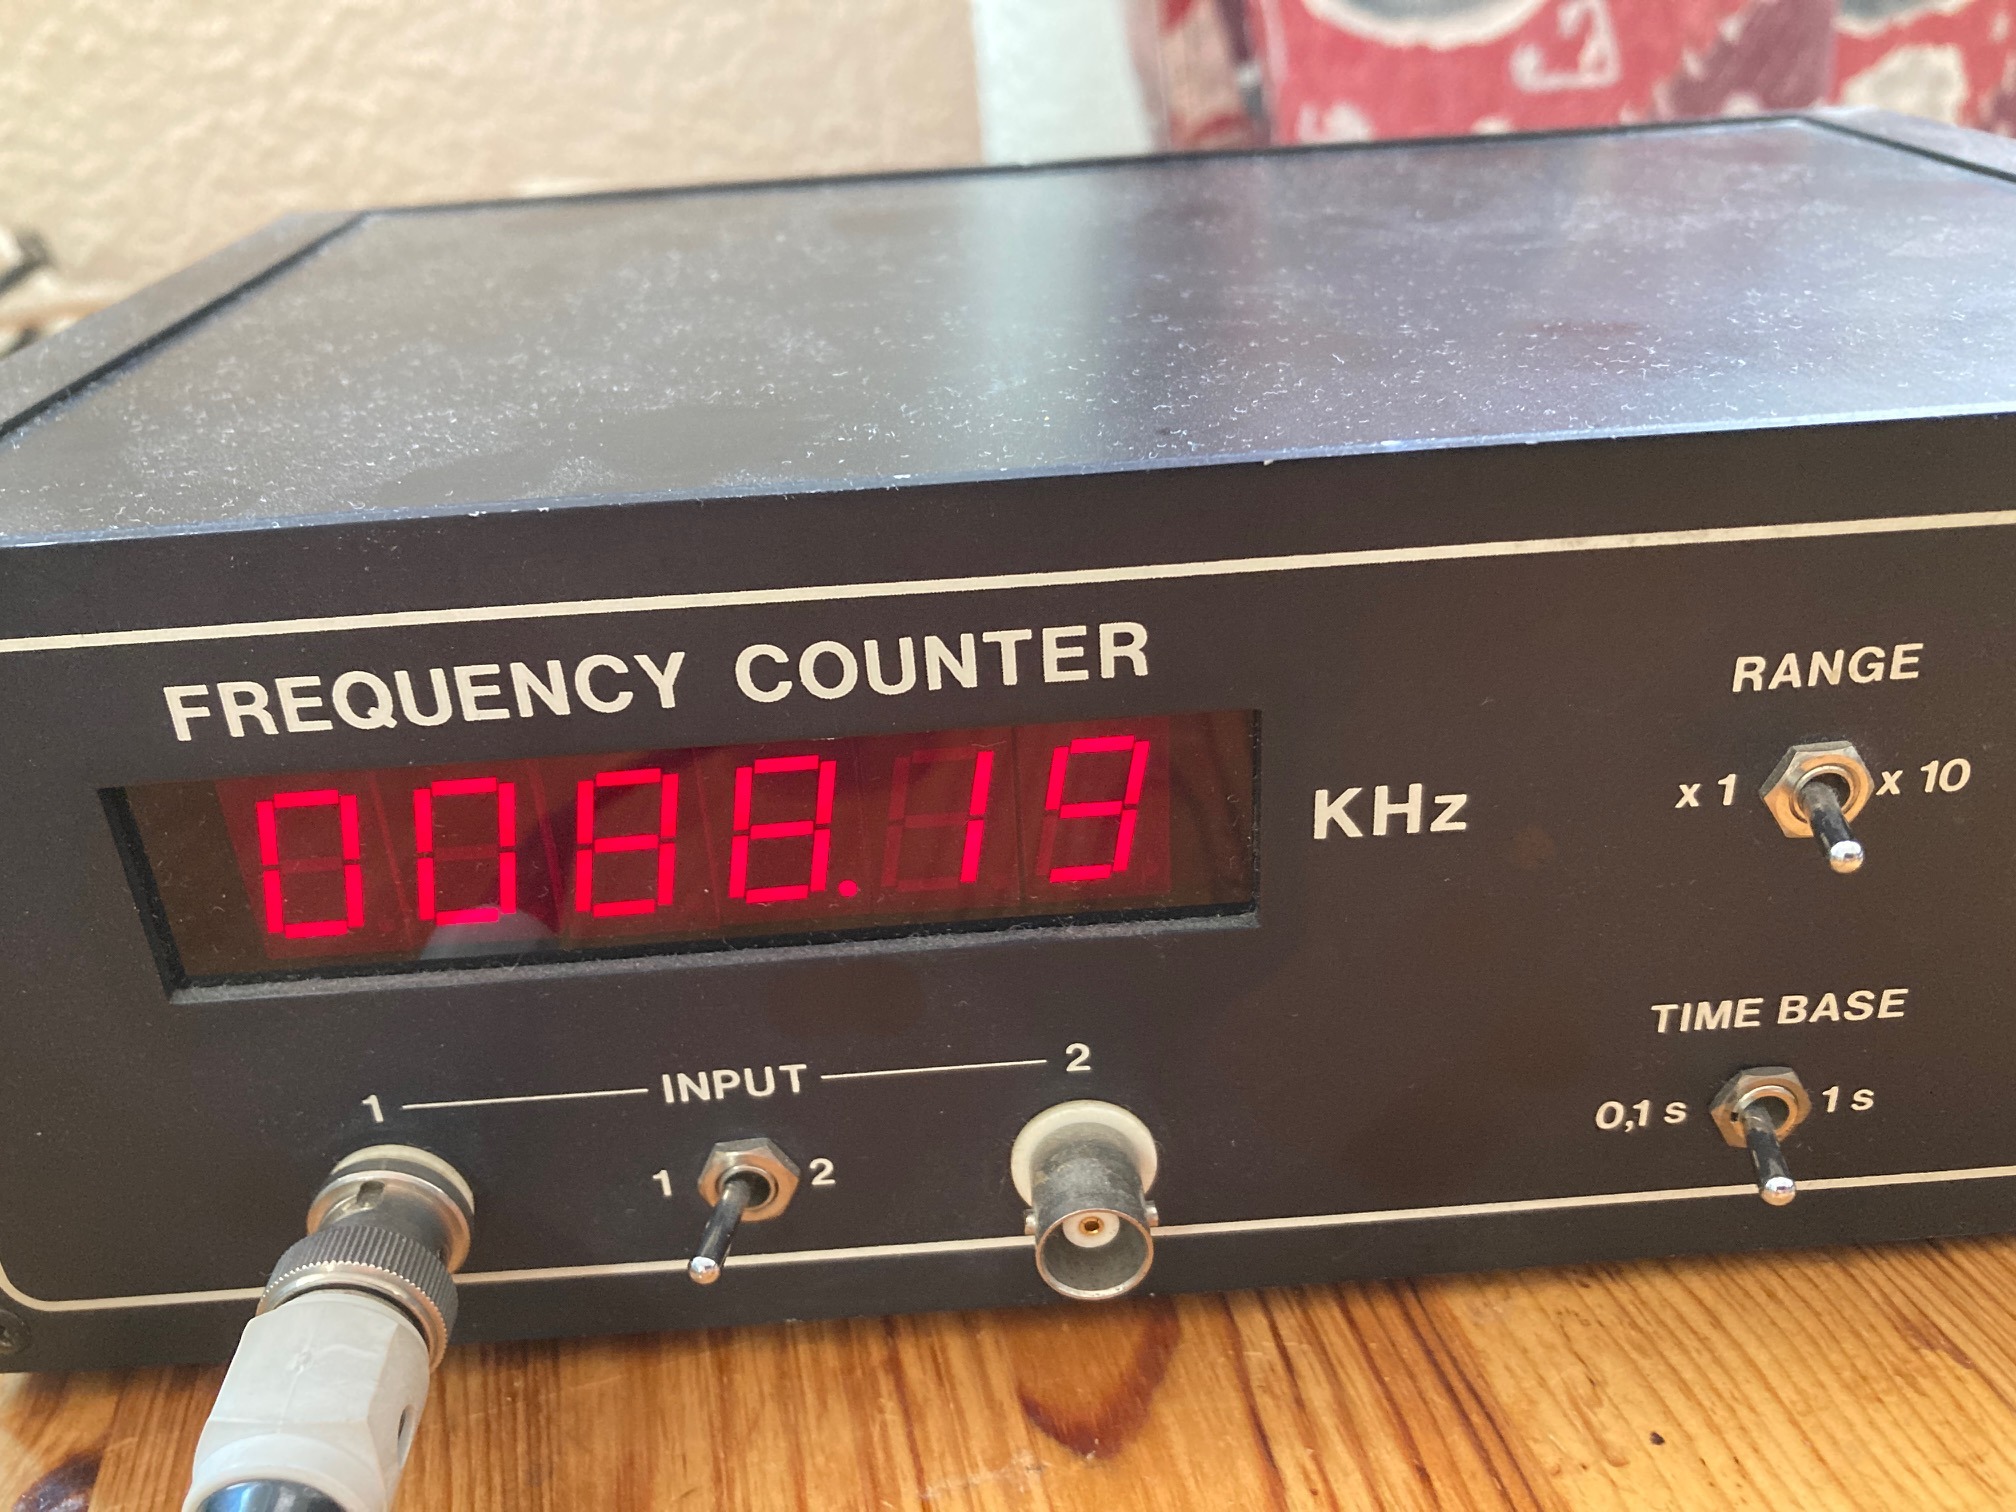 FREQUENCY COUNTER
0088.19 KHz
RANGE
x 1 x 10
TIME BASE
0,1 s 1 s
1 INPUT 2
1 2